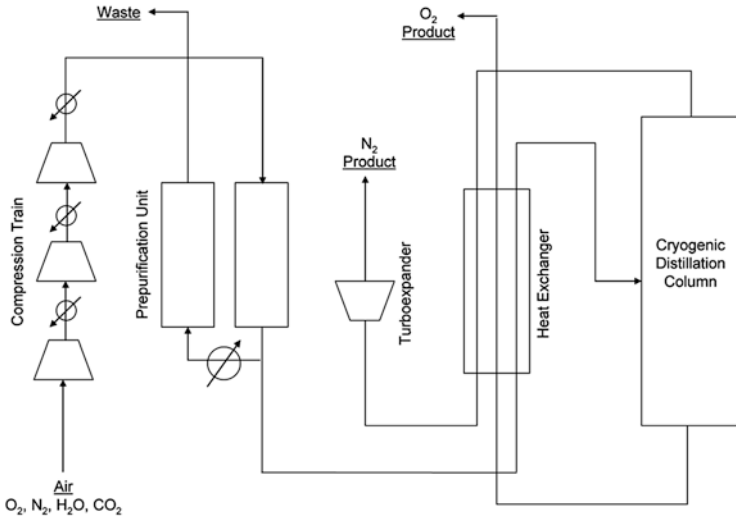 Waste
O₂
Product
N₂
Product
Compression Train
Prepurification Unit
Turboexpander
Heat Exchanger
Cryogenic
Distillation
Column
Air
O₂, N₂, H₂O, CO₂